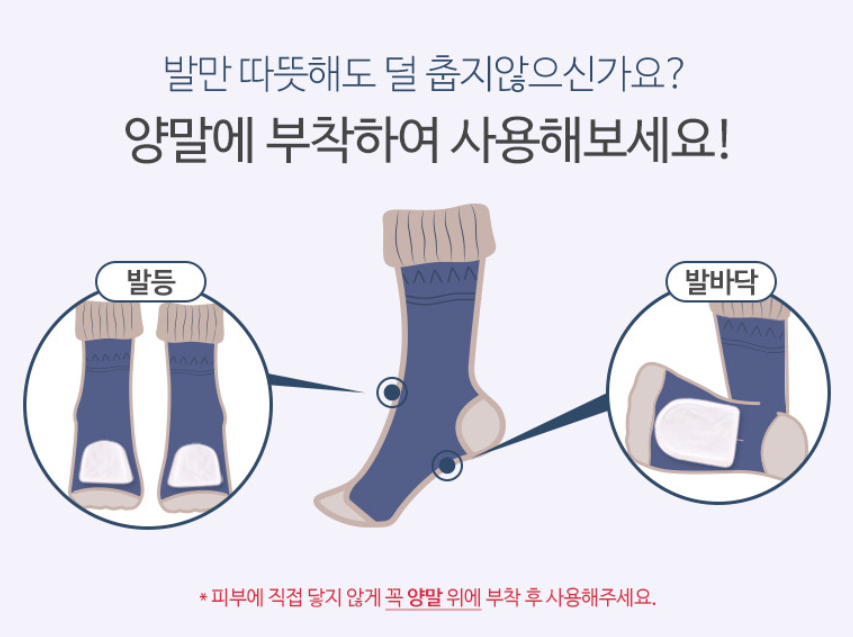 발만 따뜻해도 덜 춥지않으신가요?
양말에 부착하여 사용해보세요!
발등
발바닥
* 피부에 직접 닿지 않게 꼭 양말 위에 부착 후 사용해주세요.